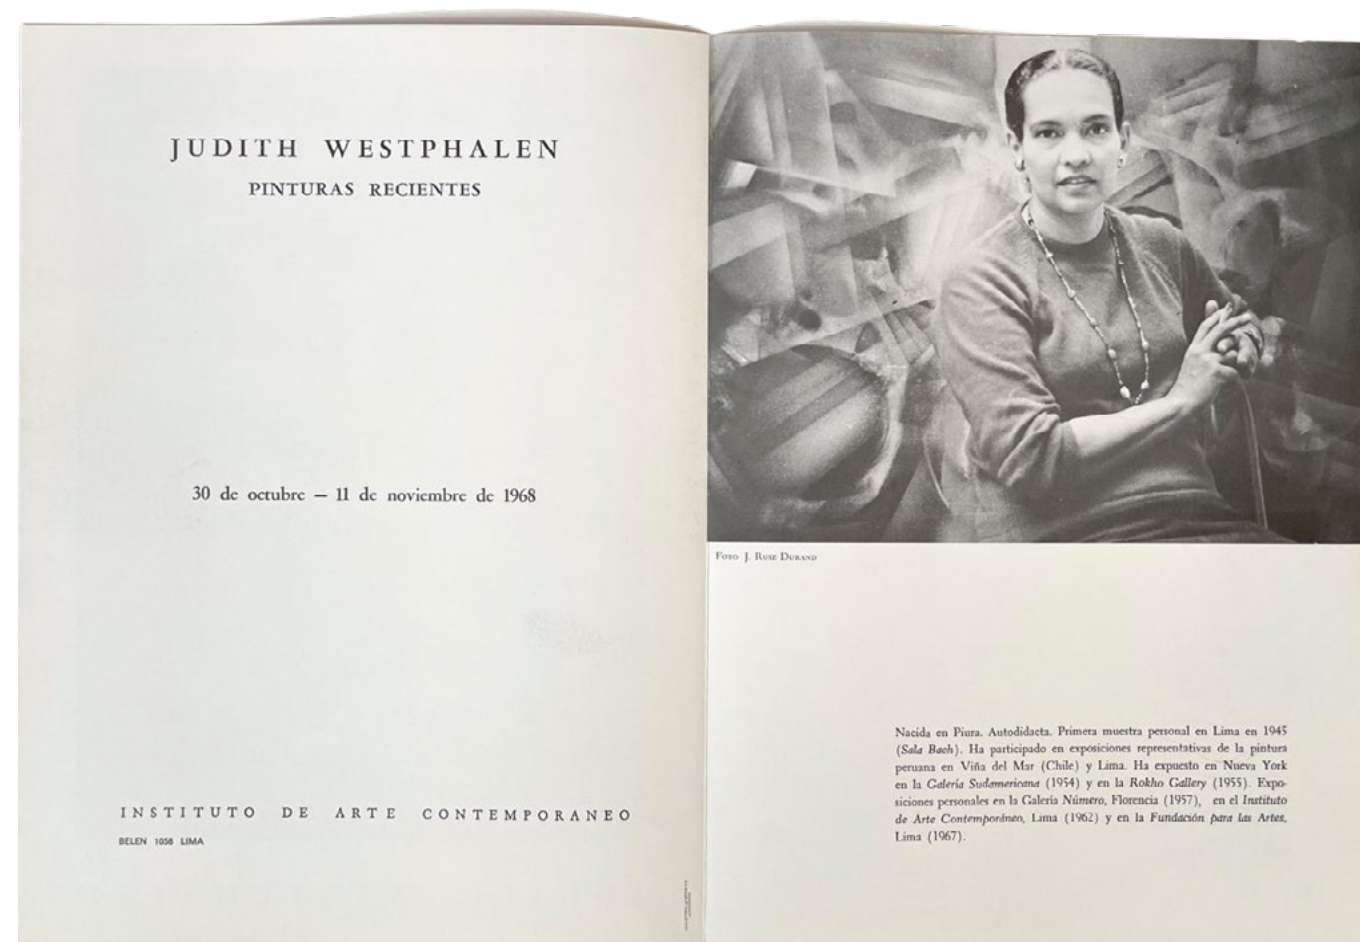 JUDITH WESTPHALEN
PINTURAS RECIENTES
30 de octubre — 11 de noviembre de 1968
INSTITUTO DE ARTE CONTEMPORANEO
BELEN 1058 LIMA
Foto J. Ruiz Durand
Nacida en Piura. Autodidacta. Primera muestra personal en Lima en 1945
(Sala Bach). Ha participado en exposiciones representativas de la pintura
peruana en Viña del Mar (Chile) y Lima. Ha expuesto en Nueva York
en la Galería Sudamericana (1954) y en la Rokho Gallery (1955). Expo-
siciones personales en la Galería Número, Florencia (1957), en el Instituto
de Arte Contemporáneo, Lima (1962) y en la Fundación para las Artes,
Lima (1967).